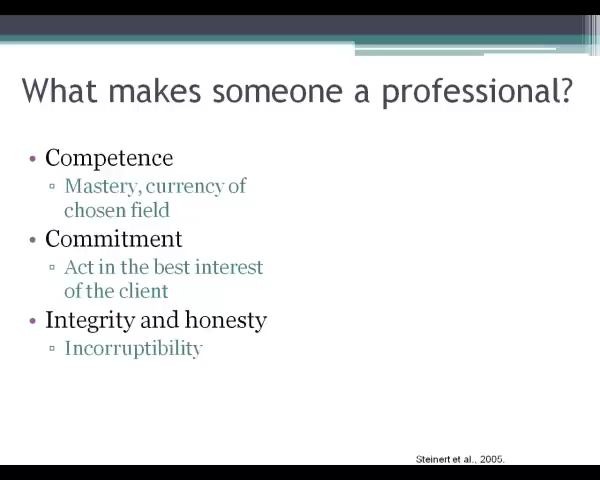 What makes someone a professional?
• Competence
▫ Mastery, currency of
chosen field
• Commitment
▫ Act in the best interest
of the client
• Integrity and honesty
▫ Incorruptibility
Steinert et al., 2005.